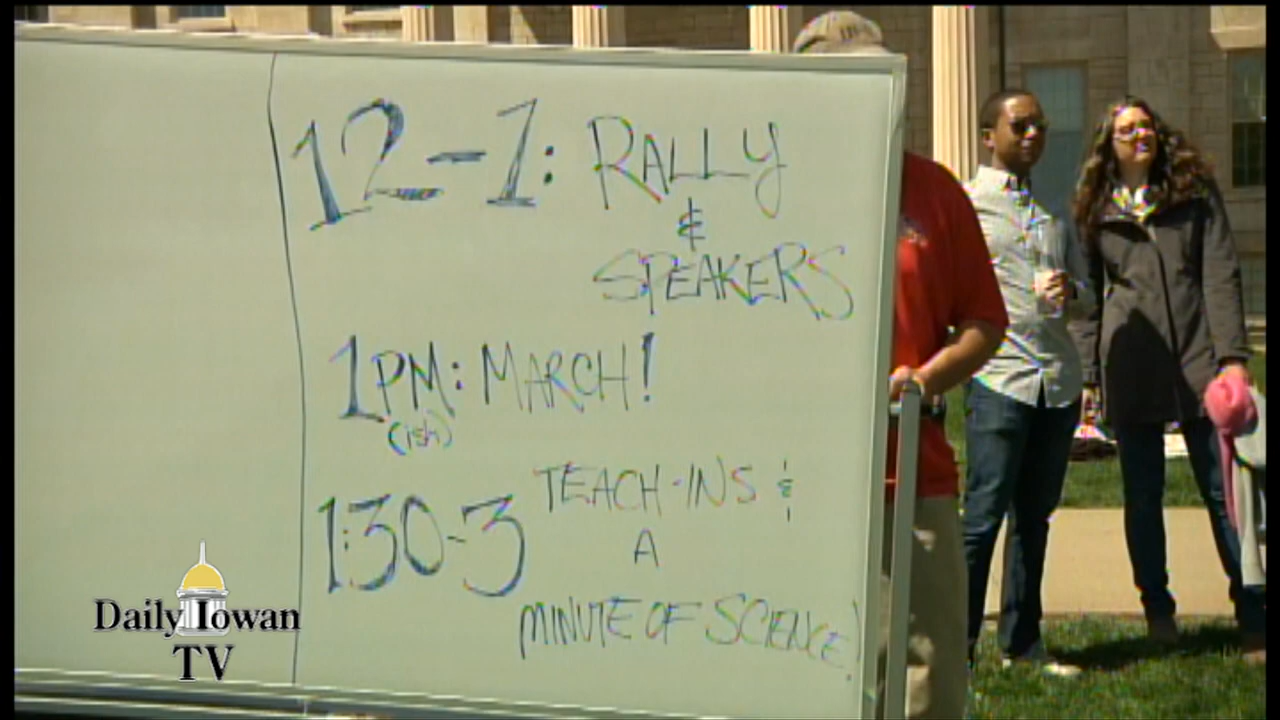 12-1: RALLY
&
SPEAKERS
1PM: MARCH!
(ish)
1:30-3 TEACH-INS &
A
MINUTE OF SCIENCE!
Daily Iowan
TV